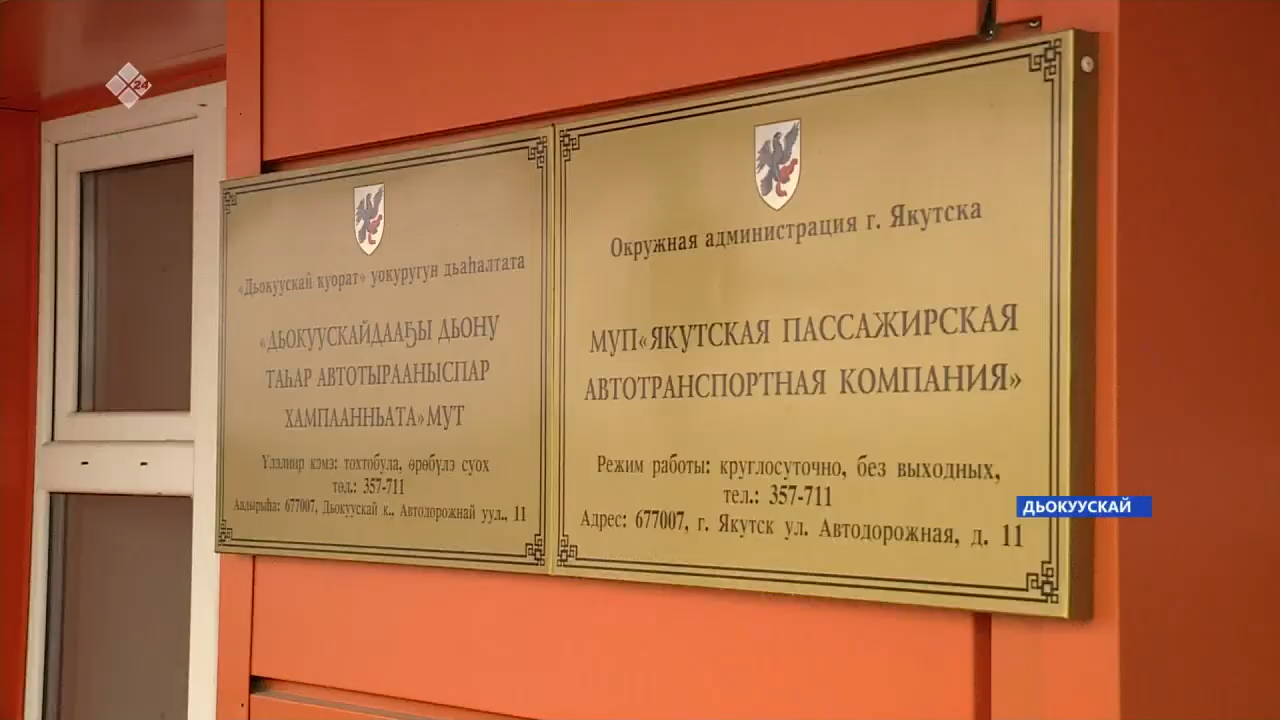 24
«Дьокуускай куорат» уокуругун дьаһалтата
«ДЬОКУУСКАЙДААҔЫ ДЬОНУ
ТАҺАР АВТОТЫРААНЫСПАР
ХАМПААННЬАТА» МУТ
Үлэлиир кэмэ: тохтобула, өрөбүлэ суох
төл.: 357-711
Аадырыһа: 677007, Дьокуускай к., Автодорожнай уул., 11
Окружная администрация г. Якутска
МУП «ЯКУТСКАЯ ПАССАЖИРСКАЯ
АВТОТРАНСПОРТНАЯ КОМПАНИЯ»
Режим работы: круглосуточно, без выходных,
тел.: 357-711
Адрес: 677007, г. Якутск ул. Автодорожная, д. 11
ДЬОКУУСКАЙ